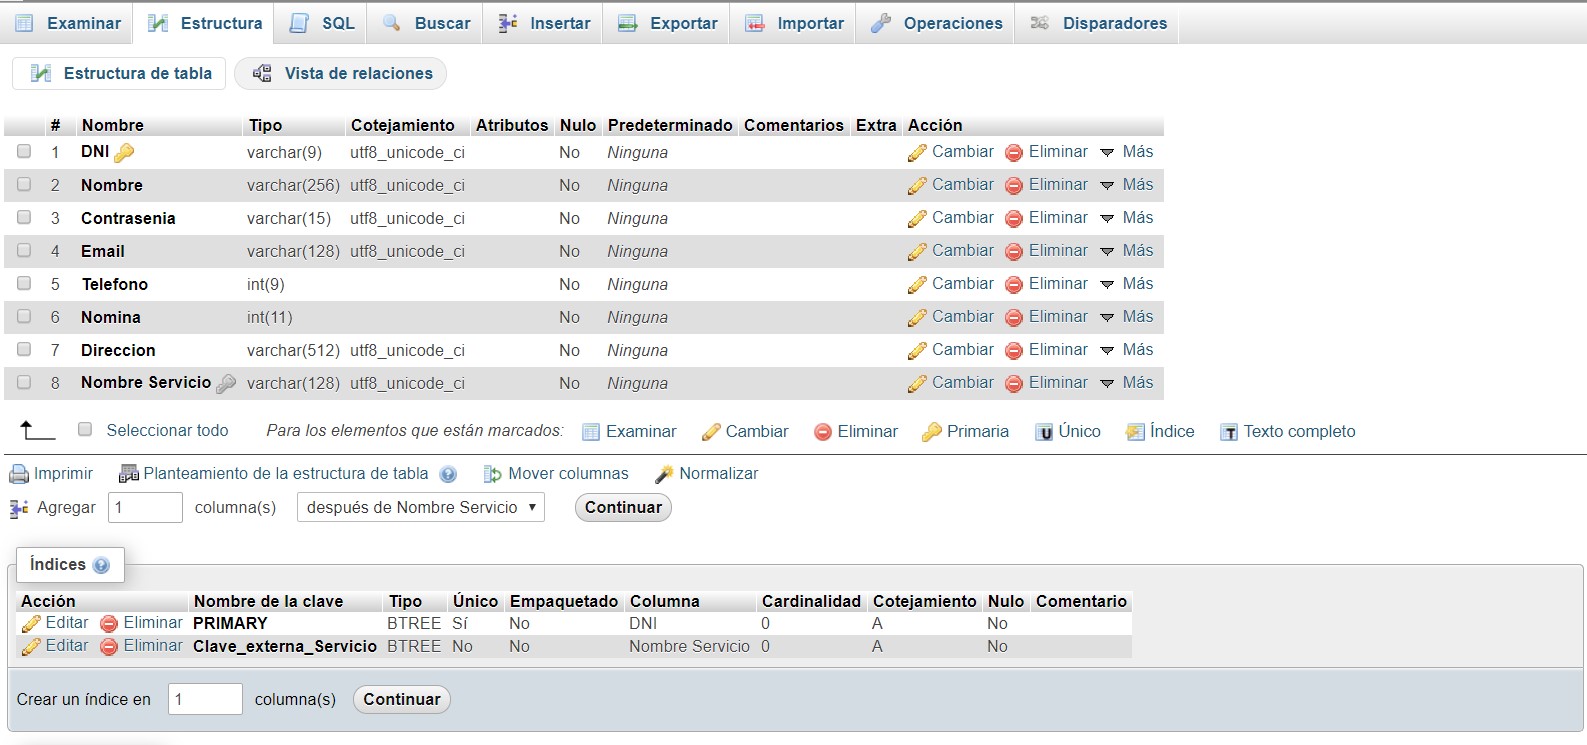 Examinar Estructura SQL Buscar Insertar Exportar Importar Operaciones Disparadores
Estructura de tabla Vista de relaciones
# Nombre Tipo Cotejamiento Atributos Nulo Predeterminado Comentarios Extra Acción
1 DNI varchar(9) utf8_unicode_ci No Ninguna Cambiar Eliminar Más
2 Nombre varchar(256) utf8_unicode_ci No Ninguna Cambiar Eliminar Más
3 Contrasenia varchar(15) utf8_unicode_ci No Ninguna Cambiar Eliminar Más
4 Email varchar(128) utf8_unicode_ci No Ninguna Cambiar Eliminar Más
5 Telefono int(9) No Ninguna Cambiar Eliminar Más
6 Nomina int(11) No Ninguna Cambiar Eliminar Más
7 Direccion varchar(512) utf8_unicode_ci No Ninguna Cambiar Eliminar Más
8 Nombre Servicio varchar(128) utf8_unicode_ci No Ninguna Cambiar Eliminar Más
Seleccionar todo Para los elementos que están marcados: Examinar Cambiar Eliminar Primaria Único Índice Texto completo
Imprimir Planteamiento de la estructura de tabla Mover columnas Normalizar
Agregar 1 columna(s) después de Nombre Servicio Continuar
Índices
Acción Nombre de la clave Tipo Único Empaquetado Columna Cardinalidad Cotejamiento Nulo Comentario
Editar Eliminar PRIMARY BTREE Sí No DNI 0 A No
Editar Eliminar Clave_externa_Servicio BTREE No No Nombre Servicio 0 A No
Crear un índice en 1 columna(s) Continuar